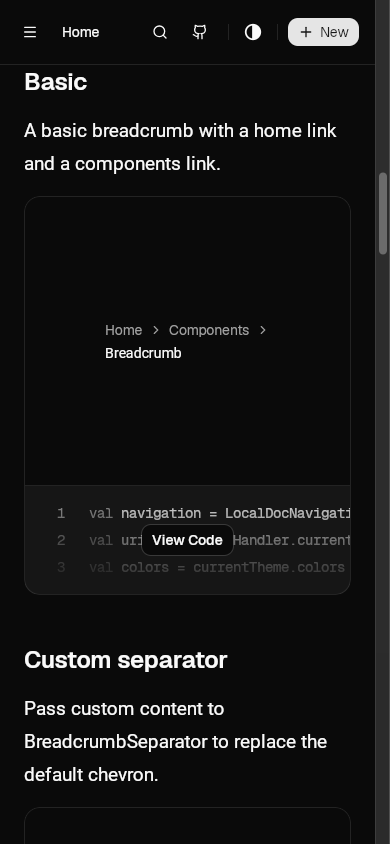 Home
New
Basic
A basic breadcrumb with a home link
and a components link.
Home
Components
Breadcrumb
1 val navigation = LocalDocNavigati
2 val uri
View Code
Handler.current
3 val colors = currentTheme.colors
Custom separator
Pass custom content to
BreadcrumbSeparator to replace the
default chevron.